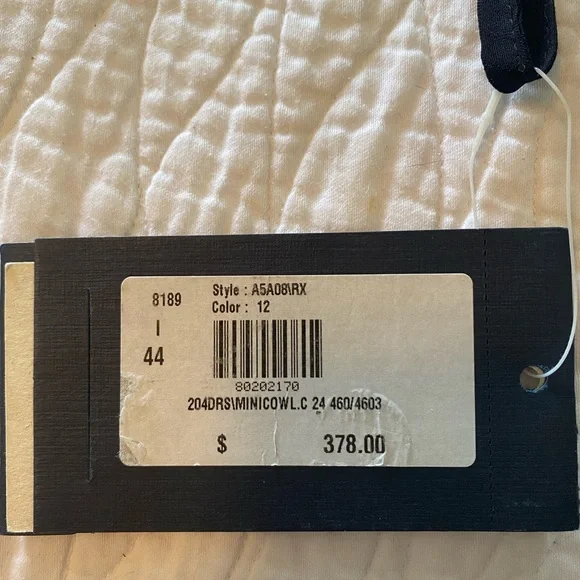 8189
Style : A5A08\RX
Color : 12
I
44
80202170
204DRS\MINICOWL.C 24 460/4603
$ 378.00